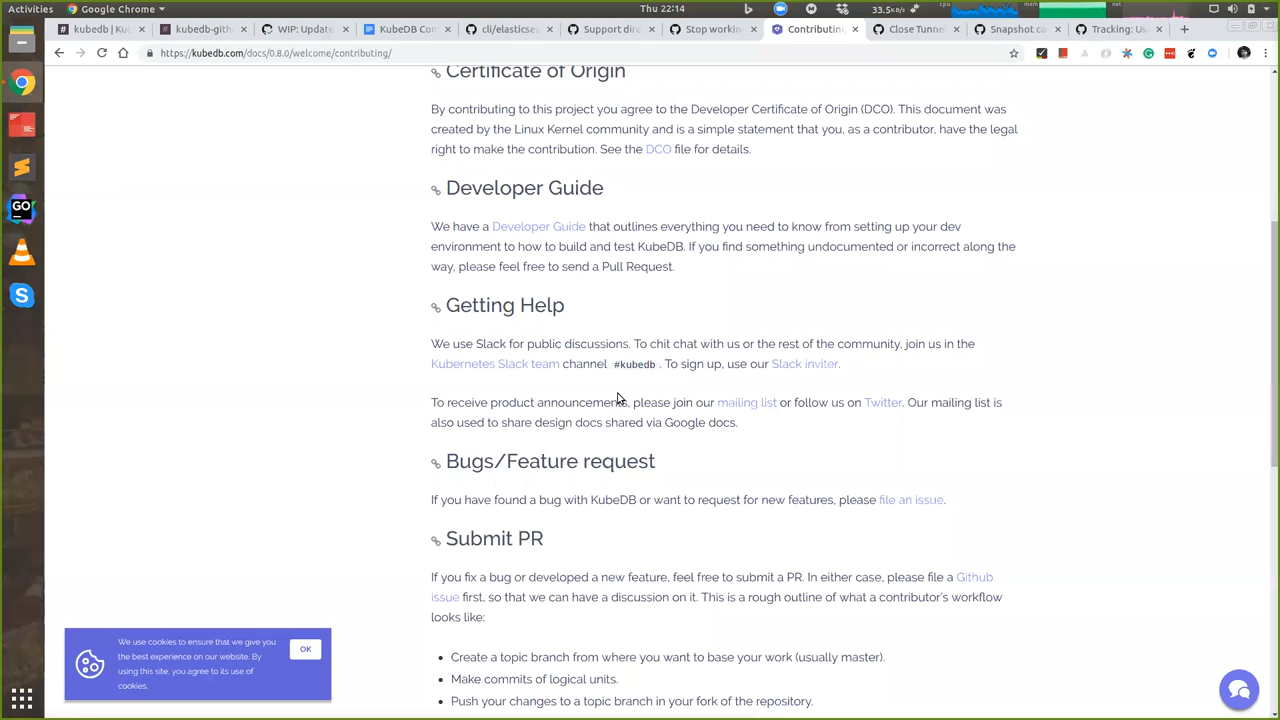 Activities
Google Chrome
Thu 22:14
33.5
kubedb | Ku
kubedb-gith
WIP: Update
KubeDB Com
Support dire
Stop workin
Contributing
Close Tunne
Snapshot ca
Tracking: Us
https://kubedb.com/docs/0.8.0/welcome/contributing/
Certificate of Origin
By contributing to this project you agree to the Developer Certificate of Origin (DCO). This document was
created by the Linux Kernel community and is a simple statement that you, as a contributor, have the legal
right to make the contribution. See the DCO file for details.
Developer Guide
We have a Developer Guide that outlines everything you need to know from setting up your dev
environment to how to build and test KubeDB. If you find something undocumented or incorrect along the
way, please feel free to send a Pull Request.
Getting Help
We use Slack for public discussions. To chit chat with us or the rest of the community, join us in the
Kubernetes Slack team channel #kubedb . To sign up, use our Slack inviter.
To receive product announcements, please join our mailing list or follow us on Twitter. Our mailing list is
also used to share design docs shared via Google docs.
Bugs/Feature request
If you have found a bug with KubeDB or want to request for new features, please file an issue.
Submit PR
If you fix a bug or developed a new feature, feel free to submit a PR. In either case, please file a Github
issue first, so that we can have a discussion on it. This is a rough outline of what a contributor's workflow
looks like:
Create a topic branch from where you want to base your work (usually master).
Make commits of logical units.
Push your changes to a topic branch in your fork of the repository.
We use cookies to ensure that we give you
the best experience on our website. By
using this site, you agree to its use of
cookies.
OK
GO